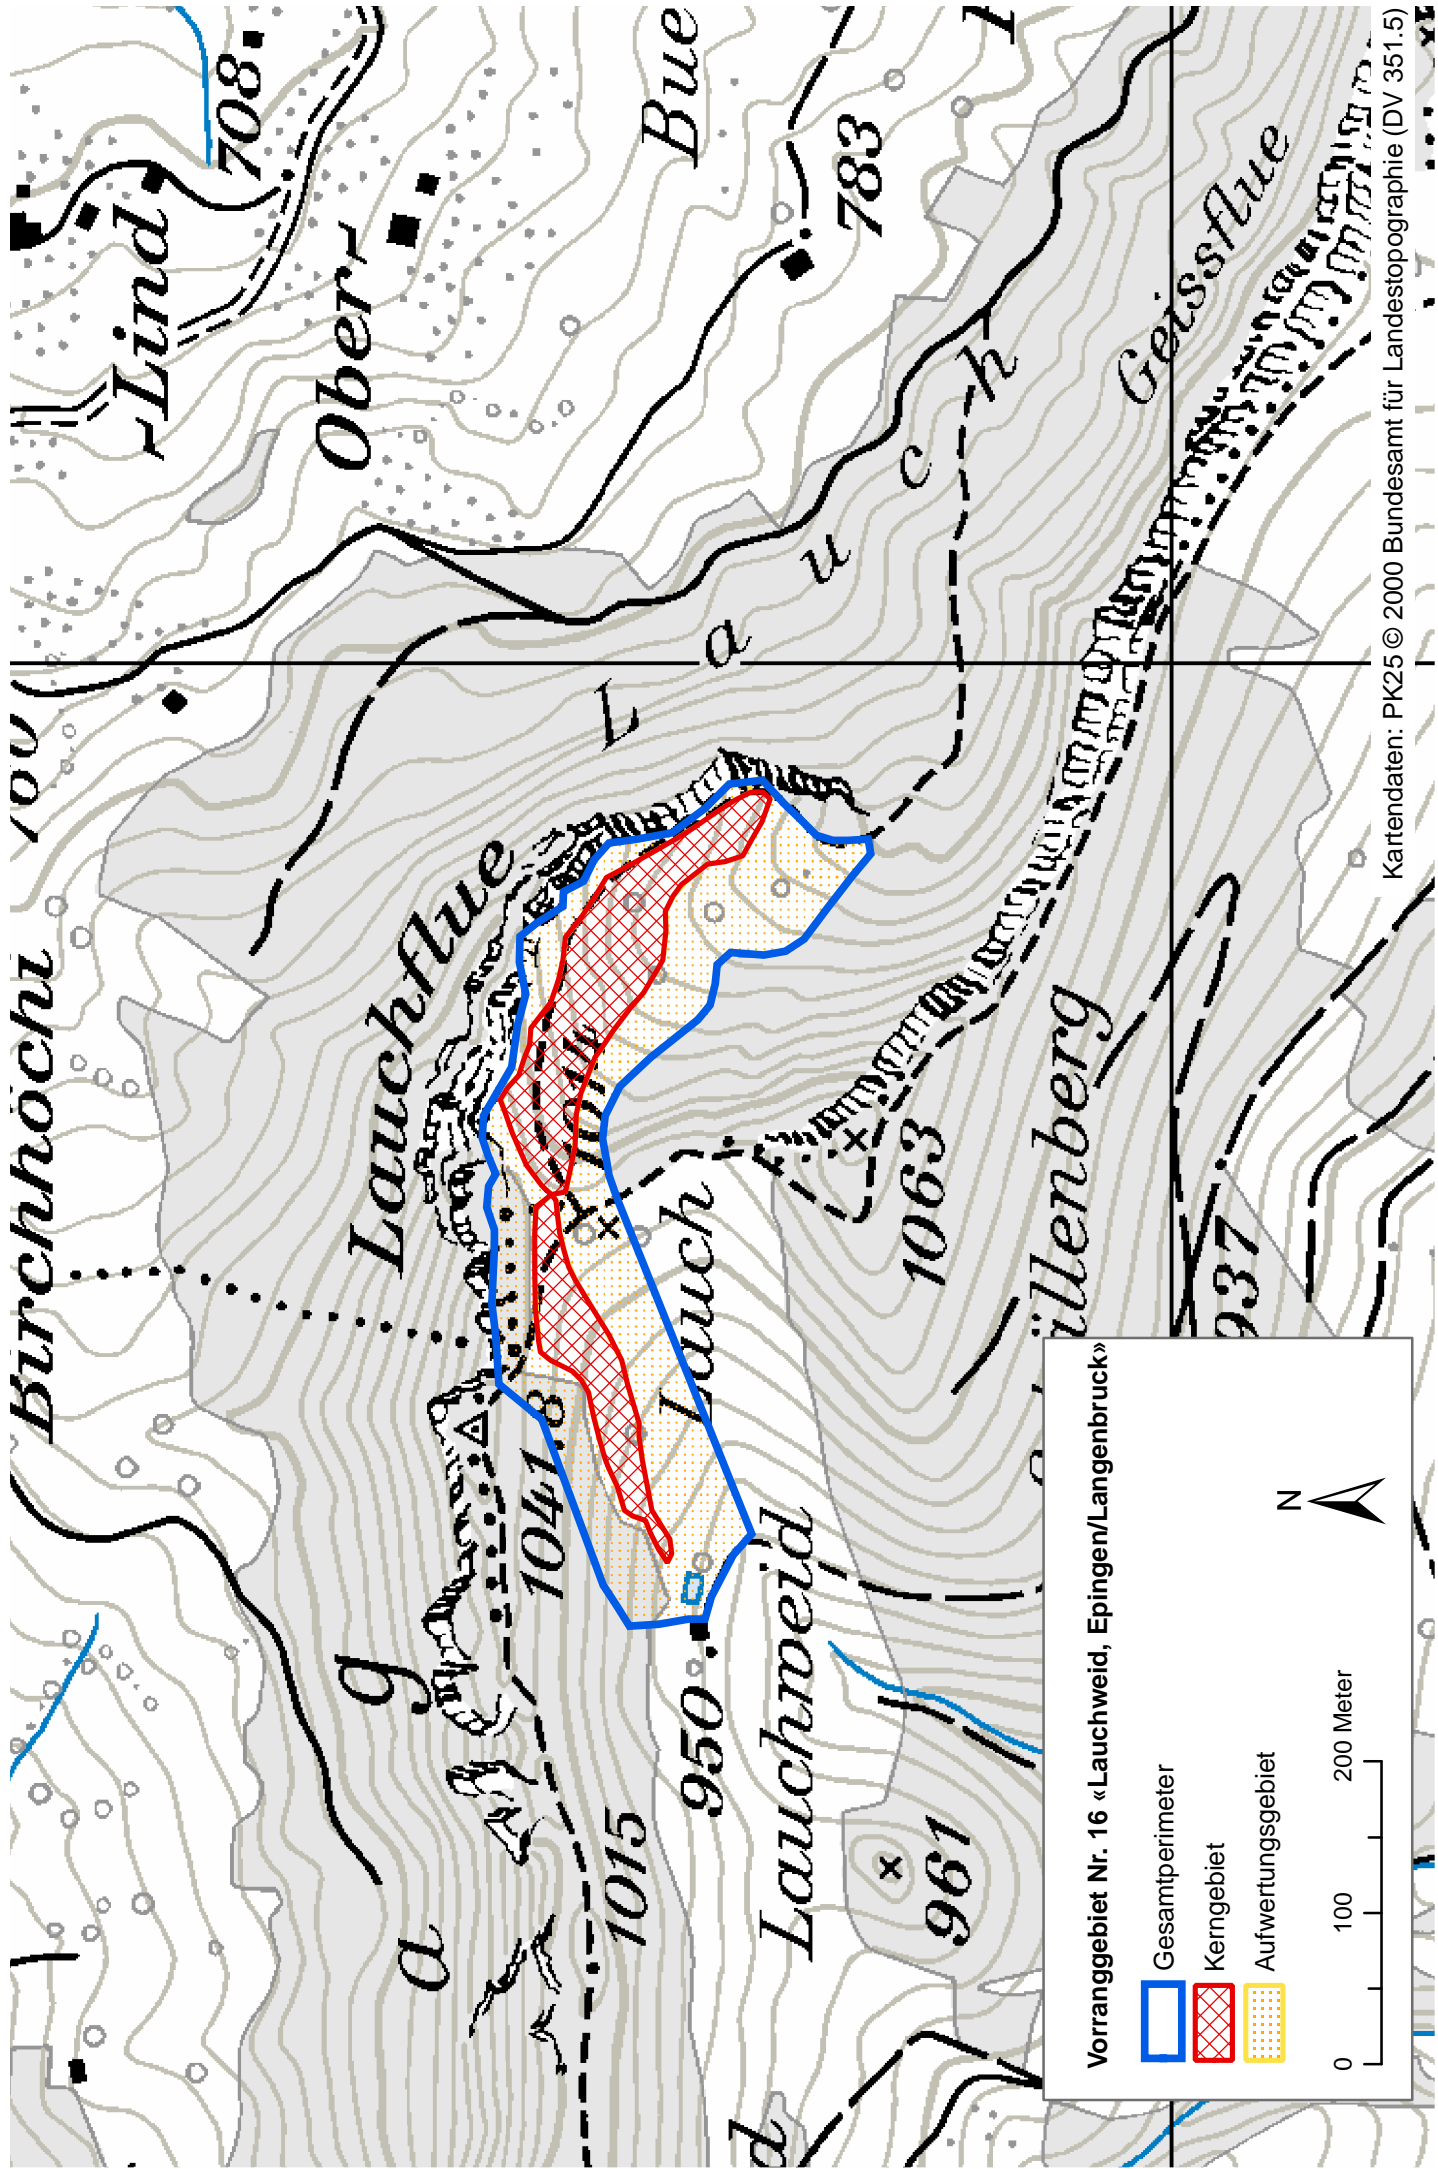 Birchhöchi
700
Lind
708
Ober-
Bue
783
Lauchflue
g
a
1041.8
1015
L
a
u
c
h
Geissflue
Lauch
1063
950
Lauchweid
961
937
Vorranggebiet Nr. 16 «Lauchweid, Epingen/Langenbruck»
Gesamtperimeter
Kerngebiet
Aufwertungsgebiet
0 100 200 Meter
N
Kartendaten: PK25 © 2000 Bundesamt für Landestopographie (DV 351.5)